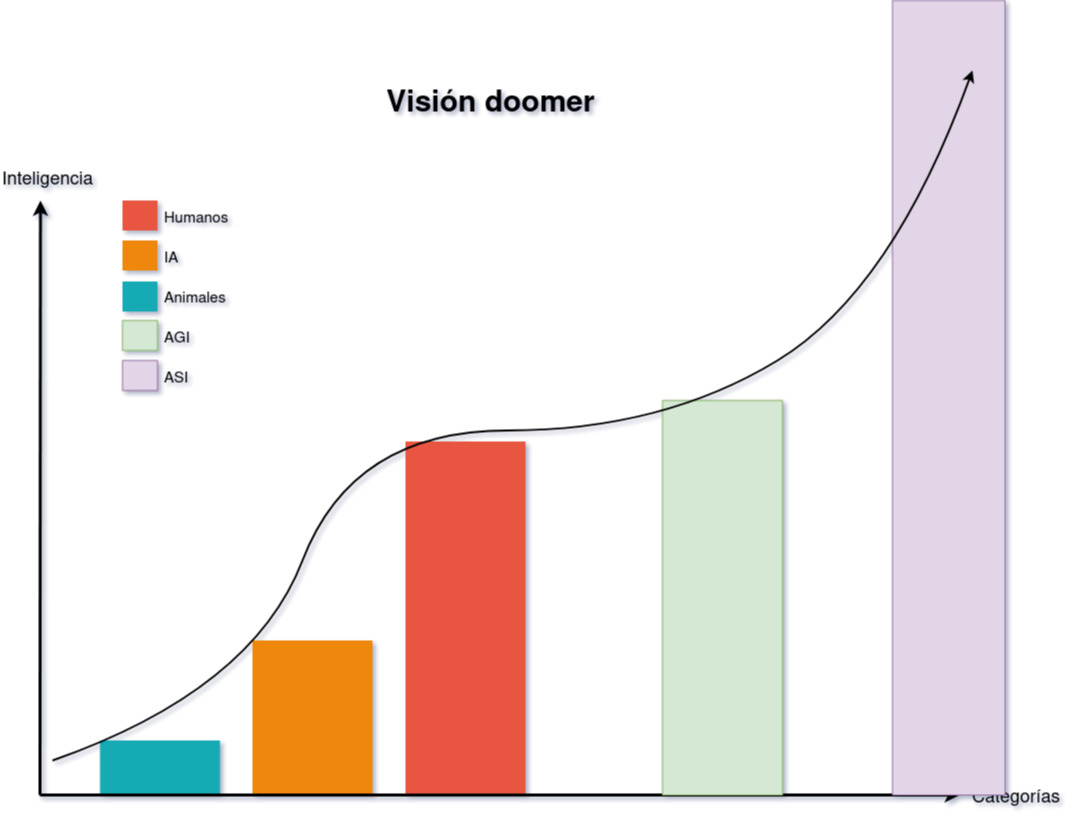 Visión doomer
Inteligencia
Humanos
IA
Animales
AGI
ASI
Categorías